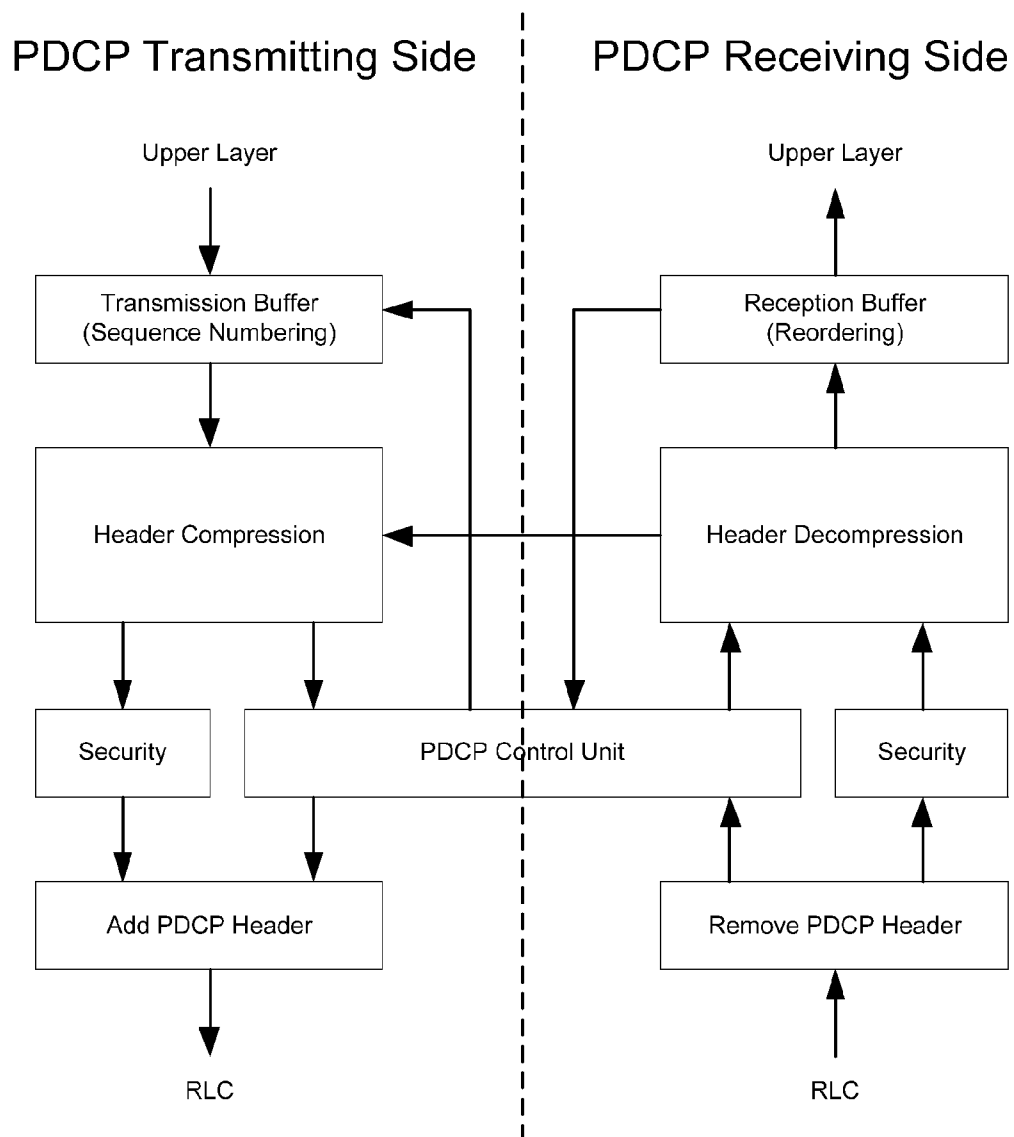 PDCP Transmitting Side
PDCP Receiving Side
Upper Layer
Upper Layer
Transmission Buffer
(Sequence Numbering)
Reception Buffer
(Reordering)
Header Compression
Header Decompression
Security
PDCP Control Unit
Security
Add PDCP Header
Remove PDCP Header
RLC
RLC